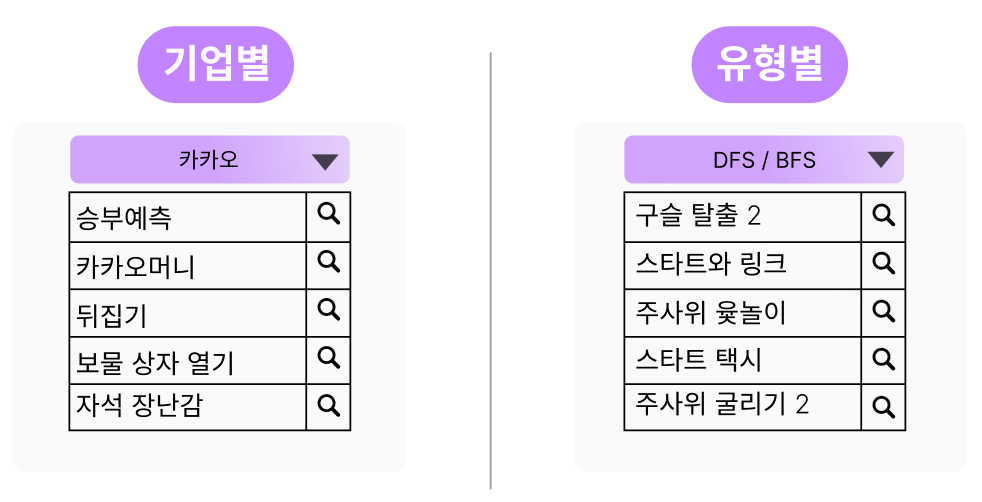 기업별
카카오
승부예측
카카오머니
뒤집기
보물 상자 열기
자석 장난감
유형별
DFS / BFS
구슬 탈출 2
스타트와 링크
주사위 윷놀이
스타트 택시
주사위 굴리기 2